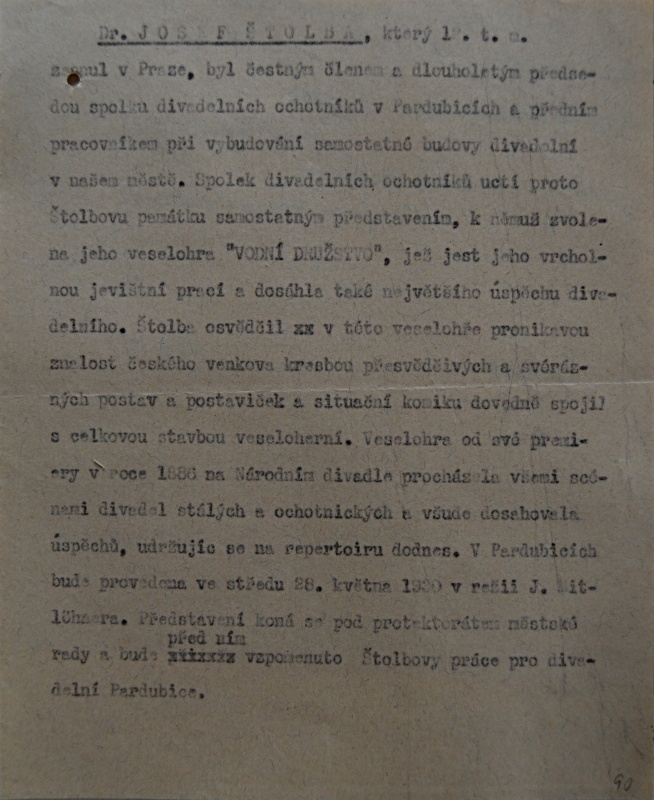 Dr. JOSEF ŠTOLBA, který 12. t. m.
zesnul v Praze, byl čestným členem a dlouholetým předse-
dou spolku divadelních ochotníků v Pardubicích a předním
pracovníkem při vybudování samostatné budovy divadelní
v našem městě. Spolek divadelních ochotníků uctí proto
Štolbovu památku samostatným představením, k němuž zvole-
na jeho veselohra "VODNÍ DRUŽSTVO", jež jest jeho vrchol-
nou jevištní prací a dosáhla také největšího úspěchu diva-
delního. Štolba osvědčil xx v této veselohře pronikavou
znalost českého venkova kresbou přesvědčivých a svéráz-
ných postav a postaviček a situační komiku dovedně spojil
s celkovou stavbou veseloherní. Veselohra od své premi-
ery v roce 1886 na Národním divadle procházela všemi scé-
nami divadel stálých a ochotnických a všude dosahovala
úspěchů, udržujíc se na repertoiru dodnes. V Pardubicích
bude provedena ve středu 28. května 1930 v režii J. Mit-
löhnera. Představení koná se pod protektorátem městské
před ním
rady a bude xxixxxx vzpomenuto Štolbovy práce pro diva-
delní Pardubice.
90